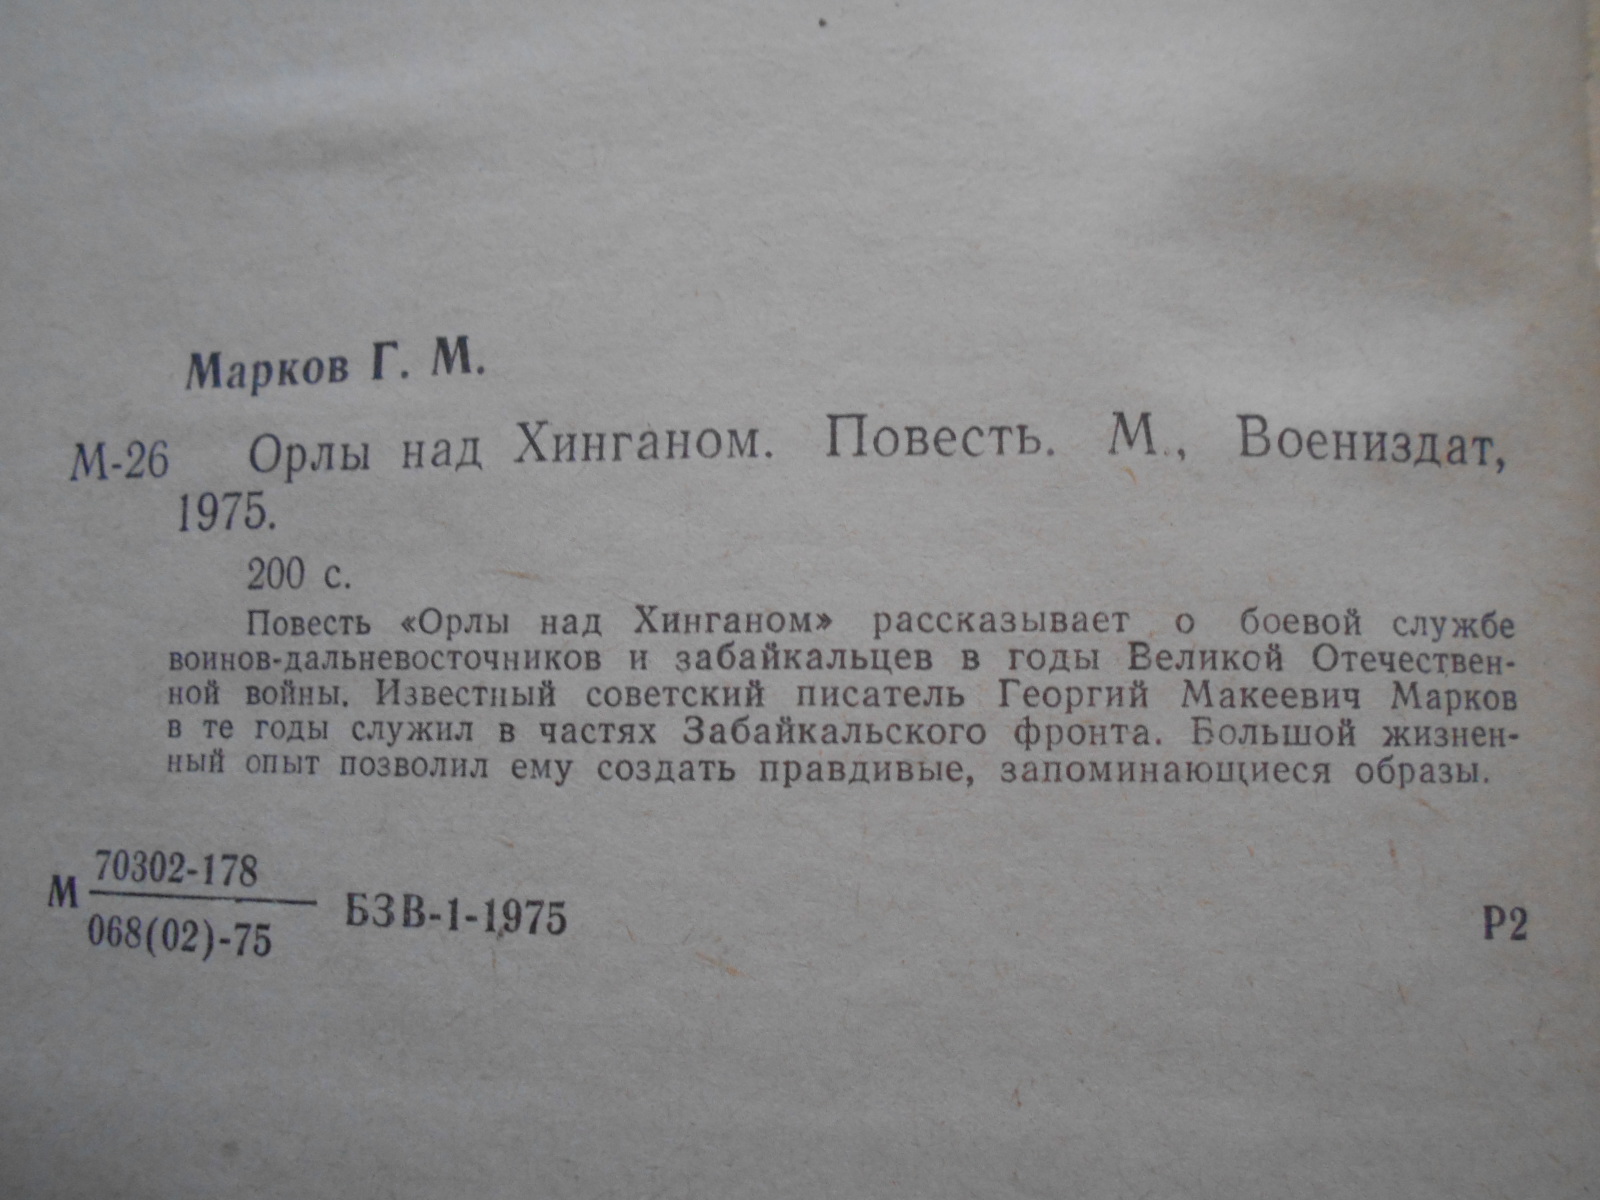 Марков Г. М.
М-26 Орлы над Хинганом. Повесть. М., Воениздат,
1975.
200 с.
Повесть «Орлы над Хинганом» рассказывает о боевой службе
воинов-дальневосточников и забайкальцев в годы Великой Отечествен-
ной войны. Известный советский писатель Георгий Макеевич Марков
в те годы служил в частях Забайкальского фронта. Большой жизнен-
ный опыт позволил ему создать правдивые, запоминающиеся образы.
70302-178
М БЗВ-1-1975 Р2
068(02)-75